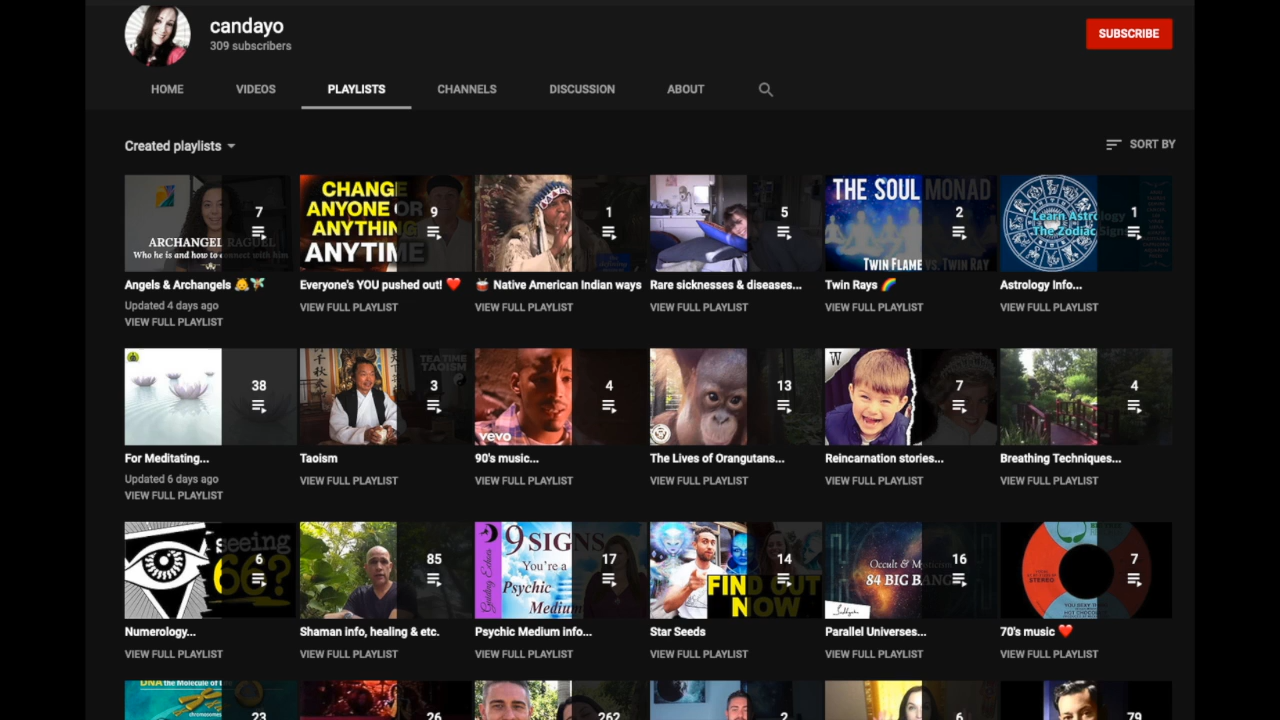 candayo
309 subscribers
SUBSCRIBE
HOME VIDEOS PLAYLISTS CHANNELS DISCUSSION ABOUT
Created playlists
SORT BY
ARCHANGEL RAGUEL
Who he is and how to connect with him
7
CHANGE
ANYONE OR
ANYTHING
ANYTIME
9
1
5
THE SOUL MONAD
TWIN FLAME VS. TWIN RAY
2
Learn Astrology
The Zodiac Signs
1
Angels & Archangels
Everyone's YOU pushed out! ❤️
Native American Indian ways
Rare sicknesses & diseases...
Twin Rays 🌈
Astrology Info...
Updated 4 days ago
VIEW FULL PLAYLIST
VIEW FULL PLAYLIST
VIEW FULL PLAYLIST
VIEW FULL PLAYLIST
VIEW FULL PLAYLIST
VIEW FULL PLAYLIST
38
TEA TIME
TAOISM
3
vevo
4
13
W
7
4
For Meditating...
Taoism
90's music...
The Lives of Orangutans...
Reincarnation stories...
Breathing Techniques...
Updated 6 days ago
VIEW FULL PLAYLIST
VIEW FULL PLAYLIST
VIEW FULL PLAYLIST
VIEW FULL PLAYLIST
VIEW FULL PLAYLIST
VIEW FULL PLAYLIST
seeing
66?
6
85
9 SIGNS
You're a
Psychic
Medium
17
FIND OUT
NOW
14
Occult & Mysticism
84 BIG BANG
16
STEREO
7
Numerology...
Shaman info, healing & etc.
Psychic Medium info...
Star Seeds
Parallel Universes...
70's music ❤️
VIEW FULL PLAYLIST
VIEW FULL PLAYLIST
VIEW FULL PLAYLIST
VIEW FULL PLAYLIST
VIEW FULL PLAYLIST
VIEW FULL PLAYLIST
DNA the Molecule of
chromosomes
23
26
262
2
6
79